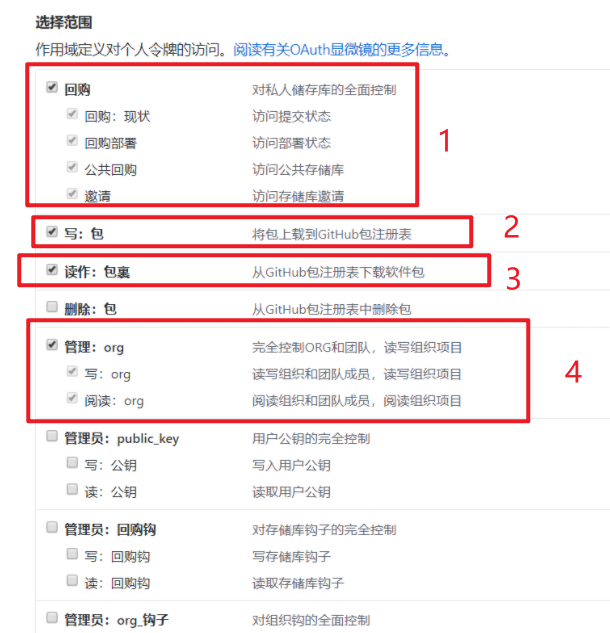 选择范围
作用域定义对个人令牌的访问。阅读有关OAuth显微镜的更多信息。
回购 对私人储存库的全面控制
回购：现状 访问提交状态
回购部署 访问部署状态
公共回购 访问公共存储库
邀请 访问存储库邀请
1
写：包 将包上载到GitHub包注册表
2
读作：包裹 从GitHub包注册表下载软件包
3
删除：包 从GitHub包注册表中删除包
管理：org 完全控制ORG和团队，读写组织项目
写：org 读写组织和团队成员，读写组织项目
4
阅读：org 阅读组织和团队成员，阅读组织项目
管理员：public_key 用户公钥的完全控制
写：公钥 写入用户公钥
读：公钥 读取用户公钥
管理员：回购钩 对存储库钩子的完全控制
写：回购钩 写存储库钩子
读：回购钩 读取存储库钩子
管理员：org_钩子 对组织钩的全面控制